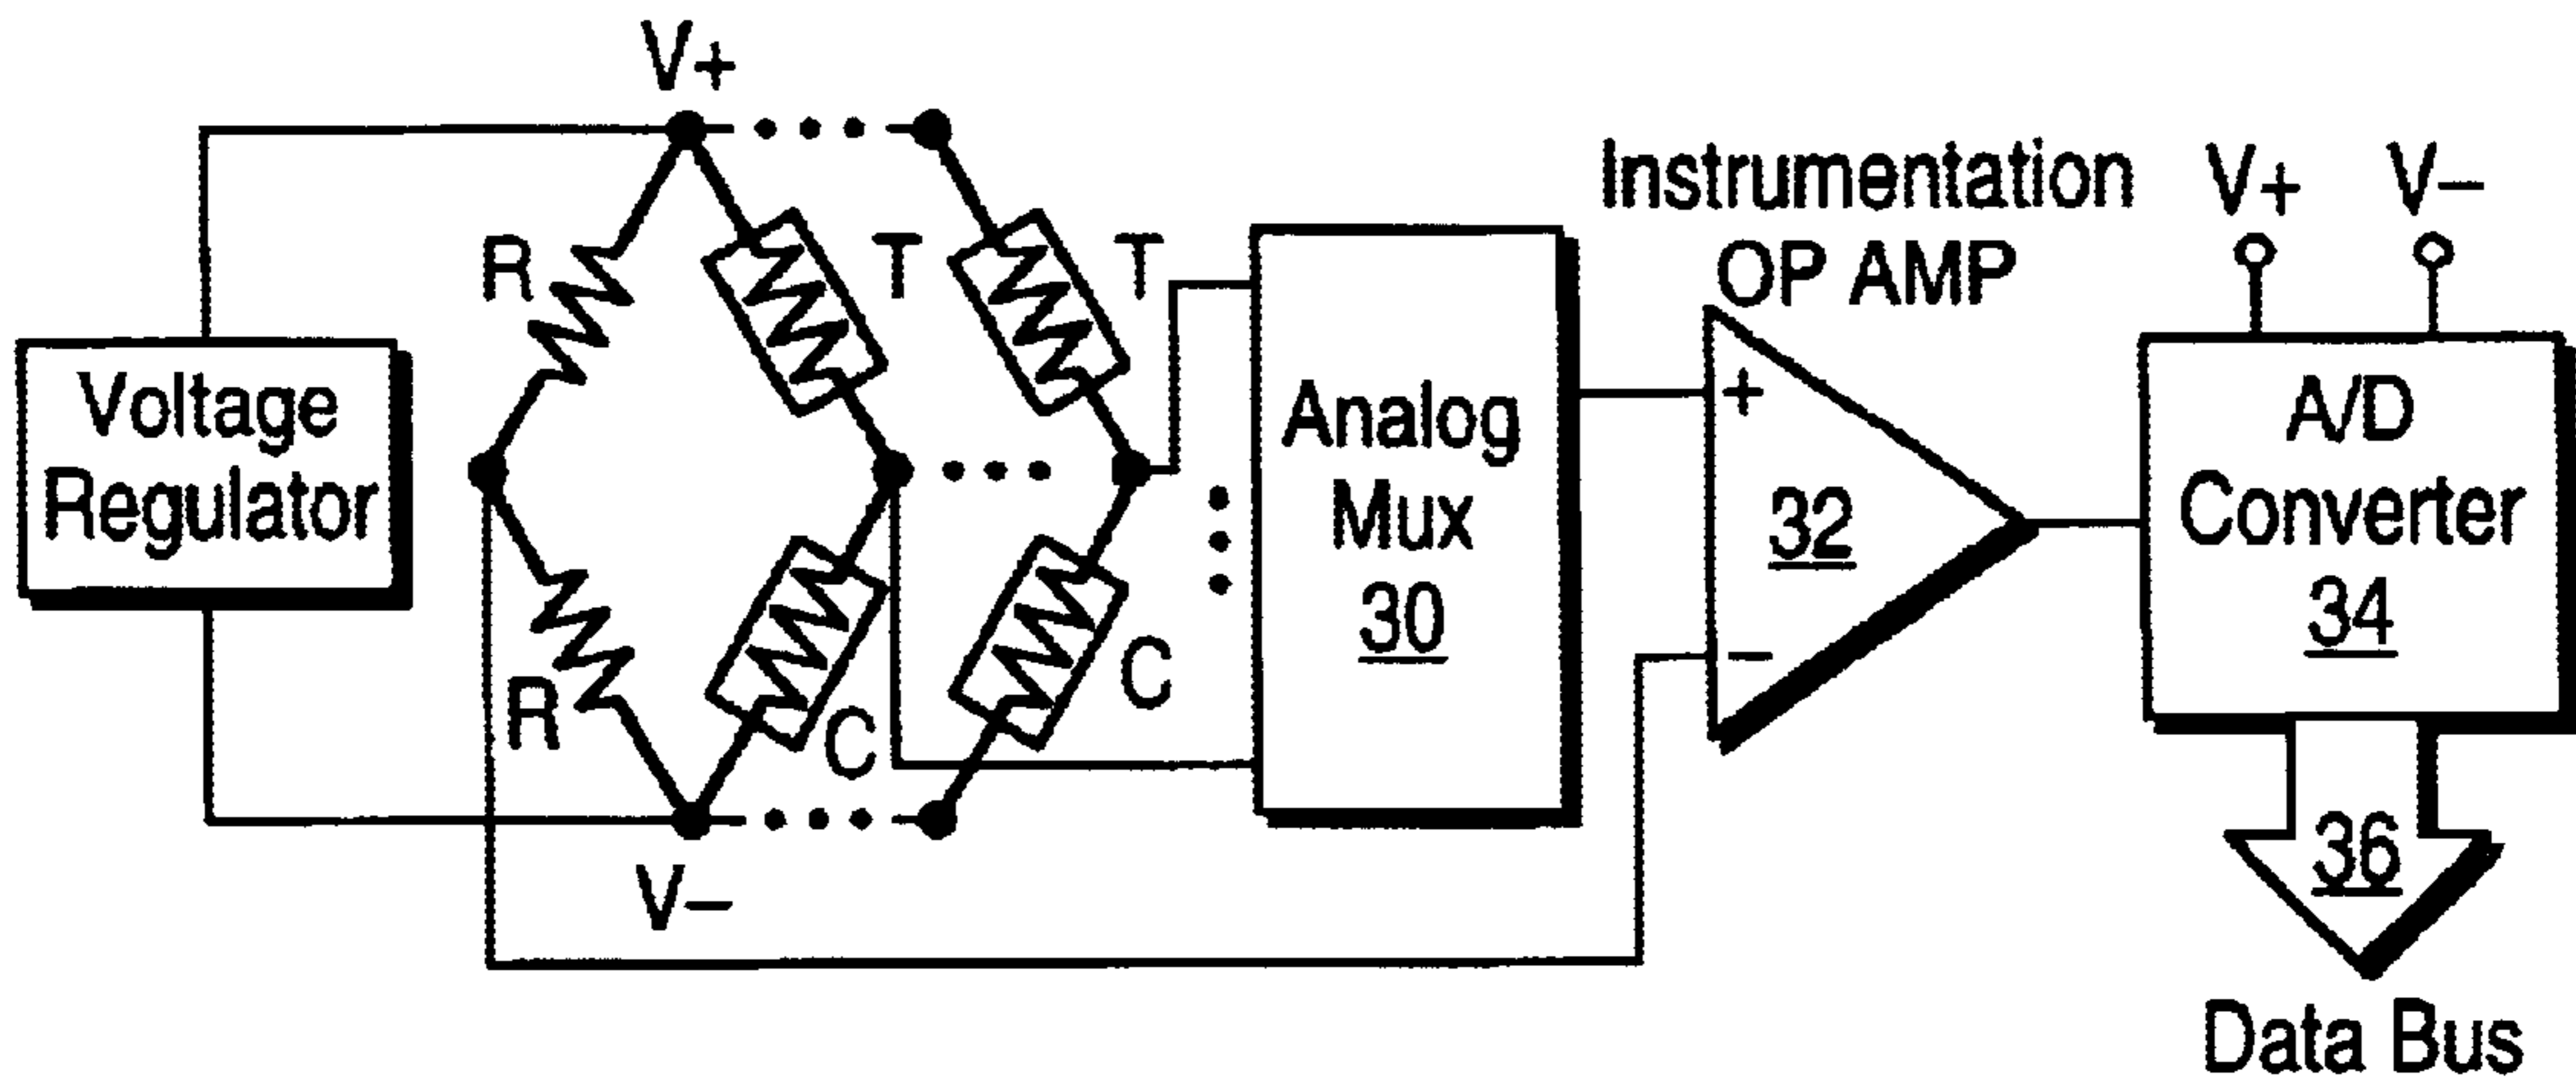 V+
Instrumentation
OP AMP
V+ V−
R
T
T
Voltage
Regulator
Analog
Mux
30
+
−
32
A/D
Converter
34
R
C
C
V−
36
Data Bus